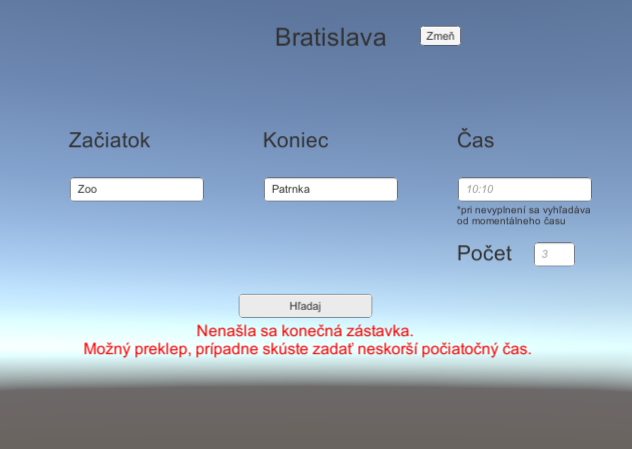 Bratislava
Zmeň
Začiatok
Koniec
Čas
Zoo
Patrnka
10:10
*pri nevyplnení sa vyhľadáva
od momentálneho času
Počet
3
Hľadaj
Nenašla sa konečná zástavka.
Možný preklep, prípadne skúste zadať neskorší počiatočný čas.